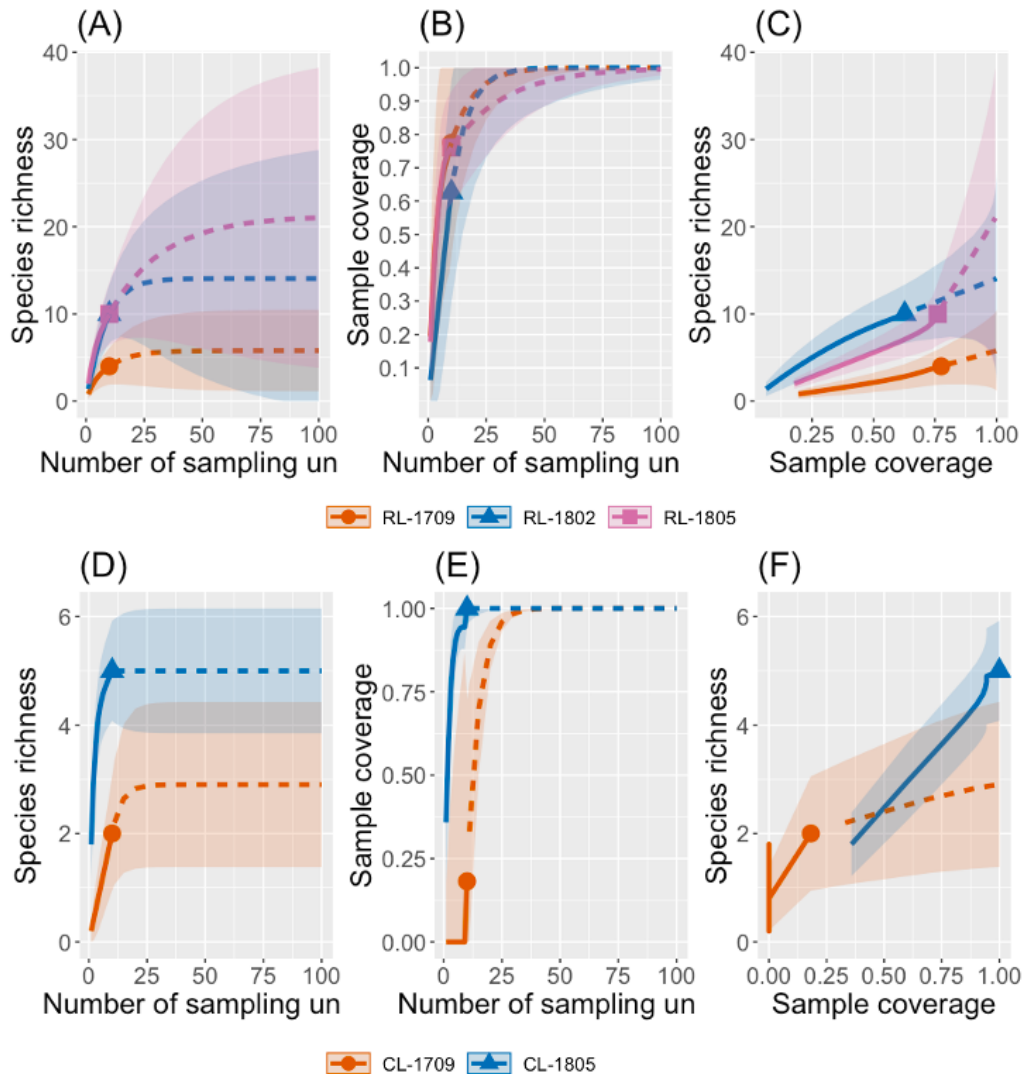 (A) (B) (C)
Species richness
40
30
20
10
0
0 25 50 75 100
Number of sampling un
Sample coverage
1.0
0.9
0.8
0.7
0.6
0.5
0.4
0.3
0.2
0.1
0 25 50 75 100
Number of sampling un
Species richness
40
30
20
10
0
0.25 0.50 0.75 1.00
Sample coverage
RL-1709 RL-1802 RL-1805
(D) (E) (F)
Species richness
6
4
2
0
0 25 50 75 100
Number of sampling un
Sample coverage
1.00
0.75
0.50
0.25
0.00
0 25 50 75 100
Number of sampling un
Species richness
6
4
2
0
0.00 0.25 0.50 0.75 1.00
Sample coverage
CL-1709 CL-1805